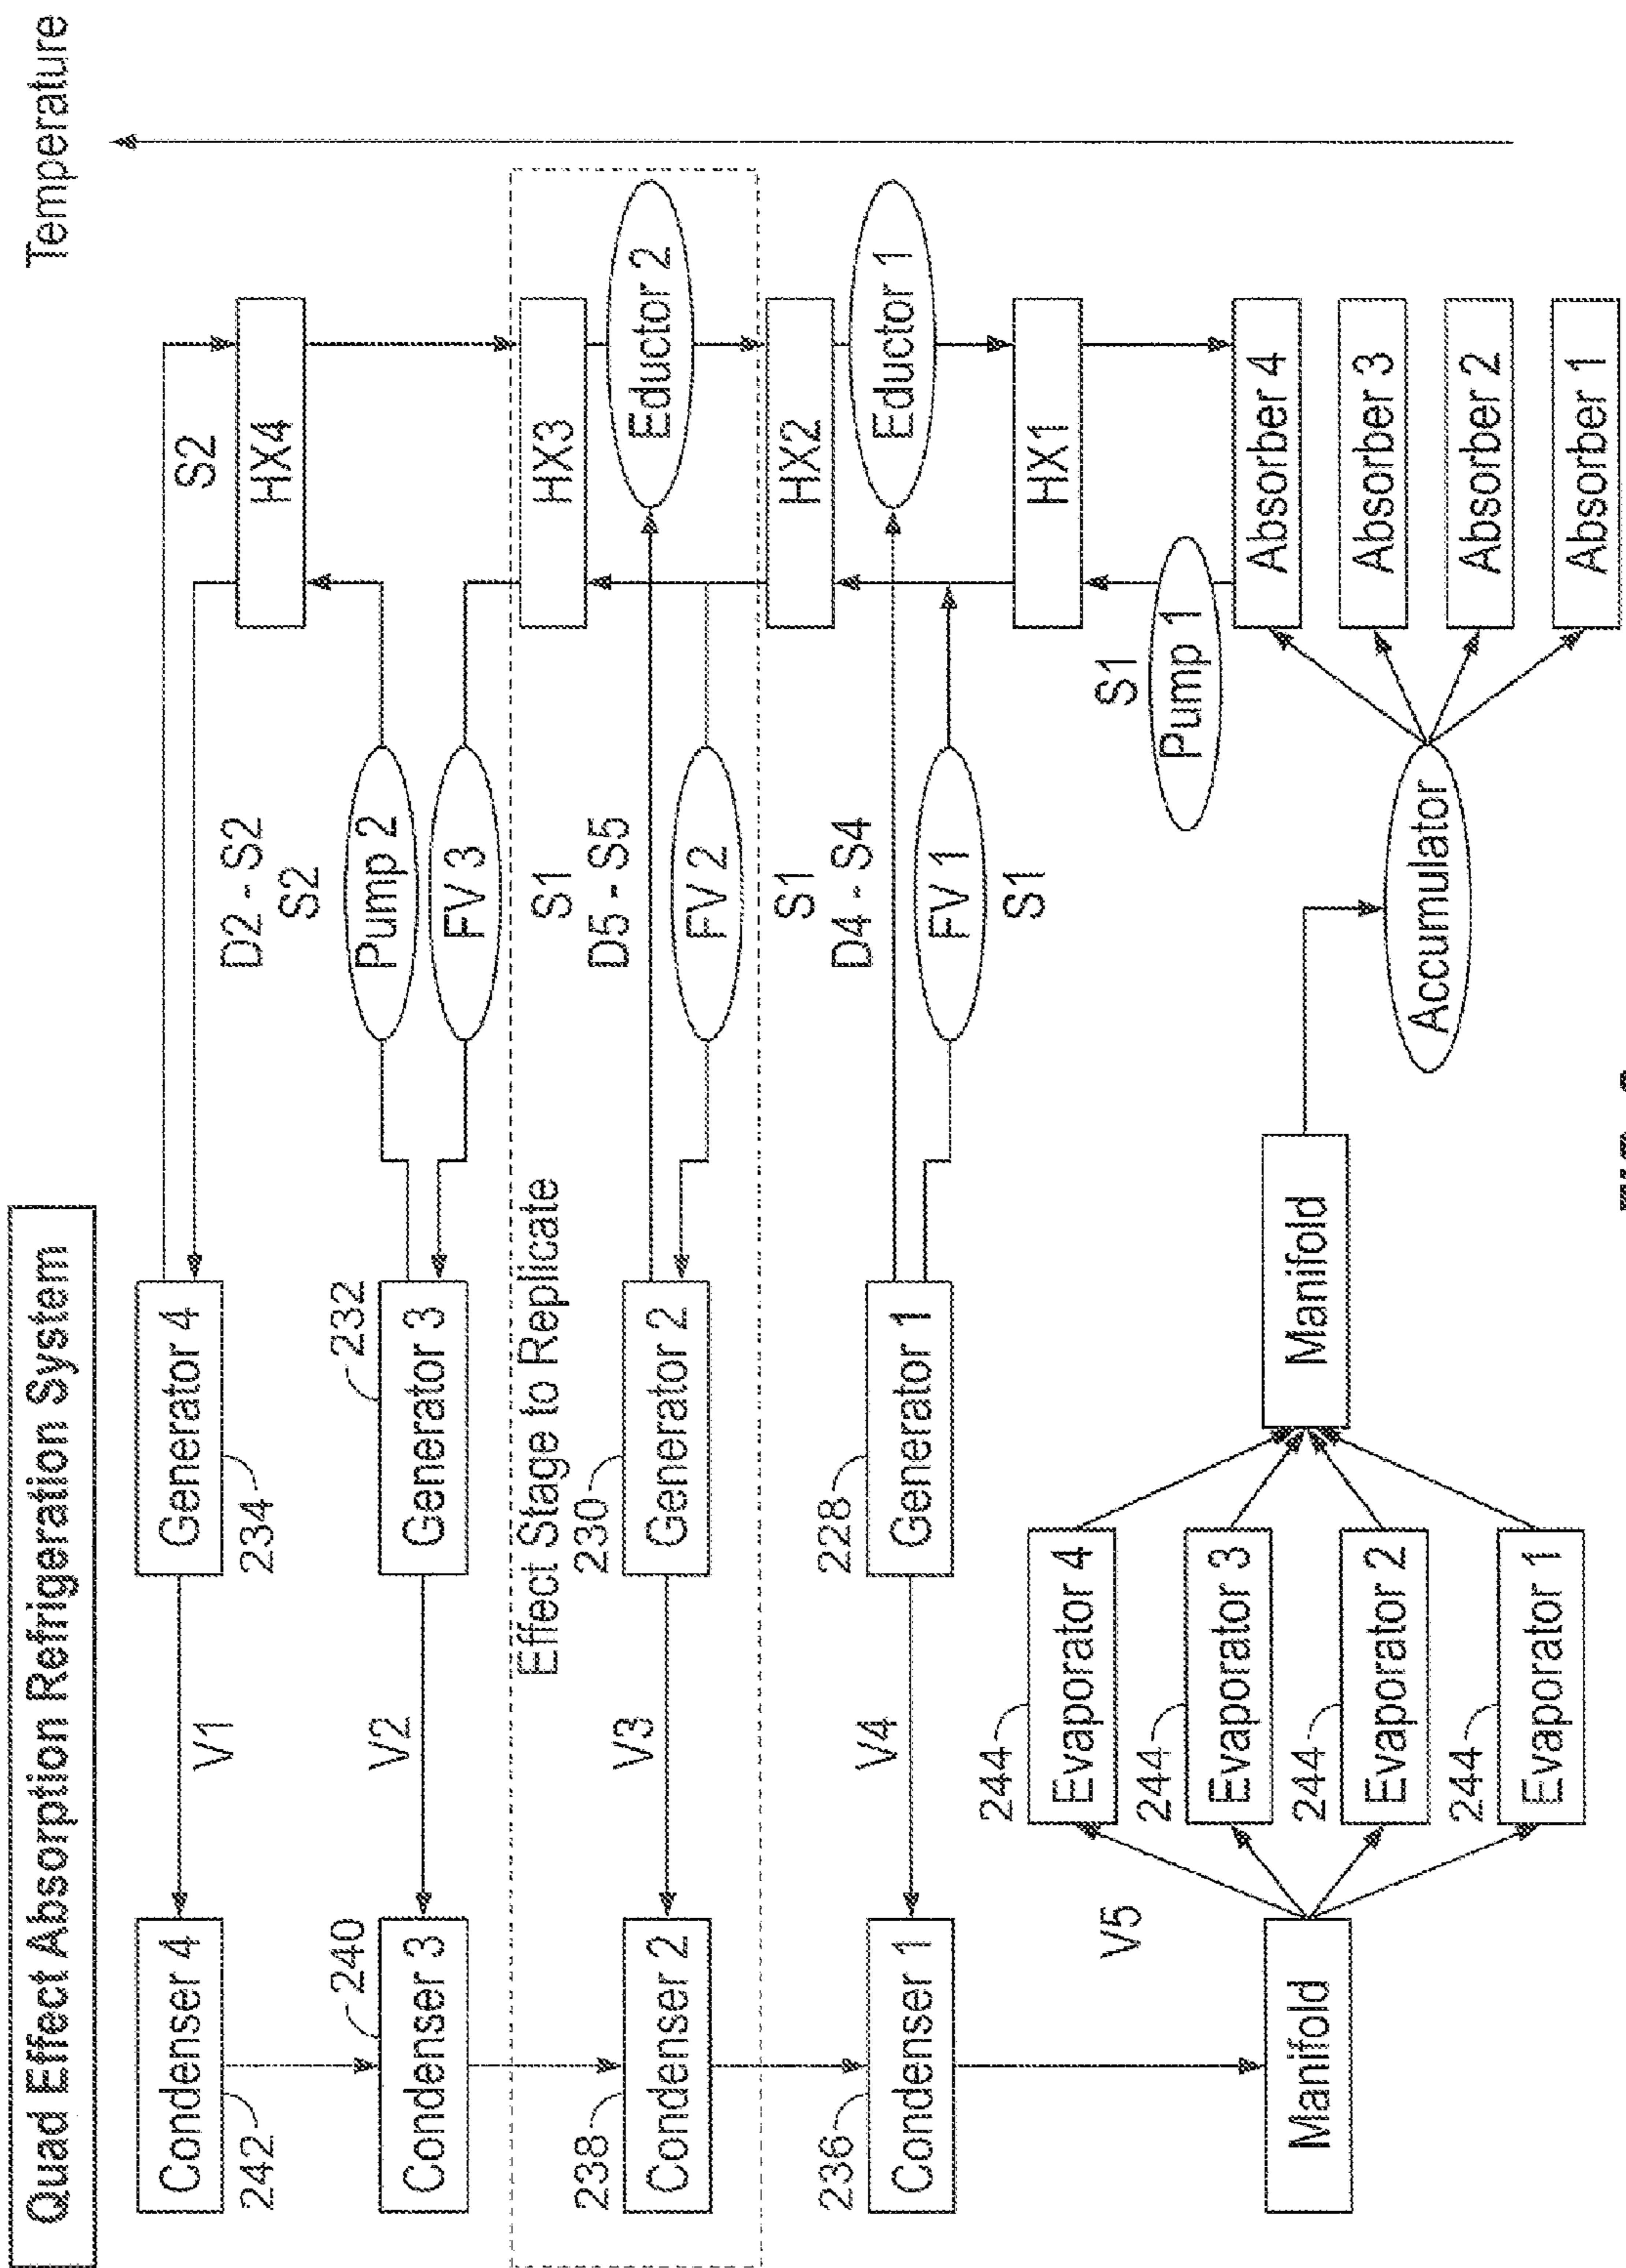 Quad Effect Absorption Refrigeration System
Temperature
Condenser 4
242
V1
Generator 4
234
S2
HX4
D2 - S2
S2
Condenser 3
240
V2
Generator 3
232
Pump 2
FV 3
Effect Stage to Replicate
S1
D5 - S5
HX3
Condenser 2
238
V3
Generator 2
230
FV 2
Eductor 2
S1
D4 - S4
HX2
Condenser 1
236
V4
Generator 1
228
FV 1
Eductor 1
S1
HX1
S1
Pump 1
V5
Manifold
244
Evaporator 4
244
Evaporator 3
244
Evaporator 2
244
Evaporator 1
Manifold
Accumulator
Absorber 4
Absorber 3
Absorber 2
Absorber 1